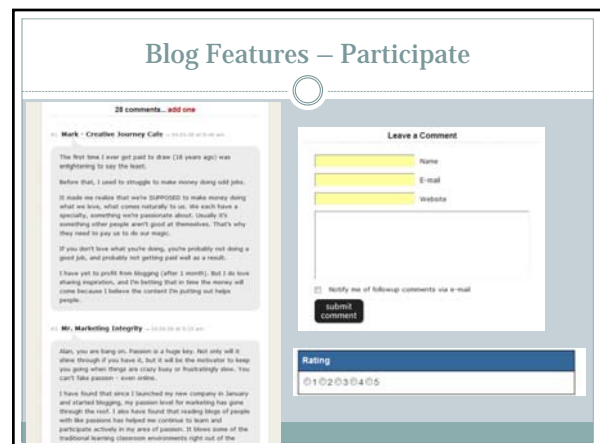 Blog Features – Participate
28 comments... add one
Mark - Creative Journey Cafe
The first time I ever got paid to draw (18 years ago) was
enlightening to say the least.
Before that, I used to struggle to make money doing odd jobs.
It made me realize that we're SUPPOSED to make money doing
what we love, what comes naturally to us. We each have a
specialty, something we're passionate about. Usually it's
something other people aren't good at themselves. That's why
they need to pay us to do our magic.
If you don't love what you're doing, you're probably not doing a
good job, and probably not getting paid well as a result.
I have yet to profit from blogging (after 1 month). But I do love
sharing inspiration, and I'm betting that in time the money will
come because I believe the content I'm putting out helps
people.
Mr. Marketing Integrity
Alan, you are bang on. Passion is a huge key. Not only will it
shine through if you have it, but it will be the motivator to keep
you going when things are crazy busy or frustratingly slow. You
can't fake passion - even online.
I have found that since I launched my new company in January
and started blogging, my passion level for marketing has gone
through the roof. I also have found that reading blogs of people
with like passions has helped me continue to learn and
participate actively in my area of passion. It blows some of the
traditional learning classroom environments right out of the
Leave a Comment
Name
E-mail
Website
Notify me of followup comments via e-mail
submit
comment
Rating
1 2 3 4 5